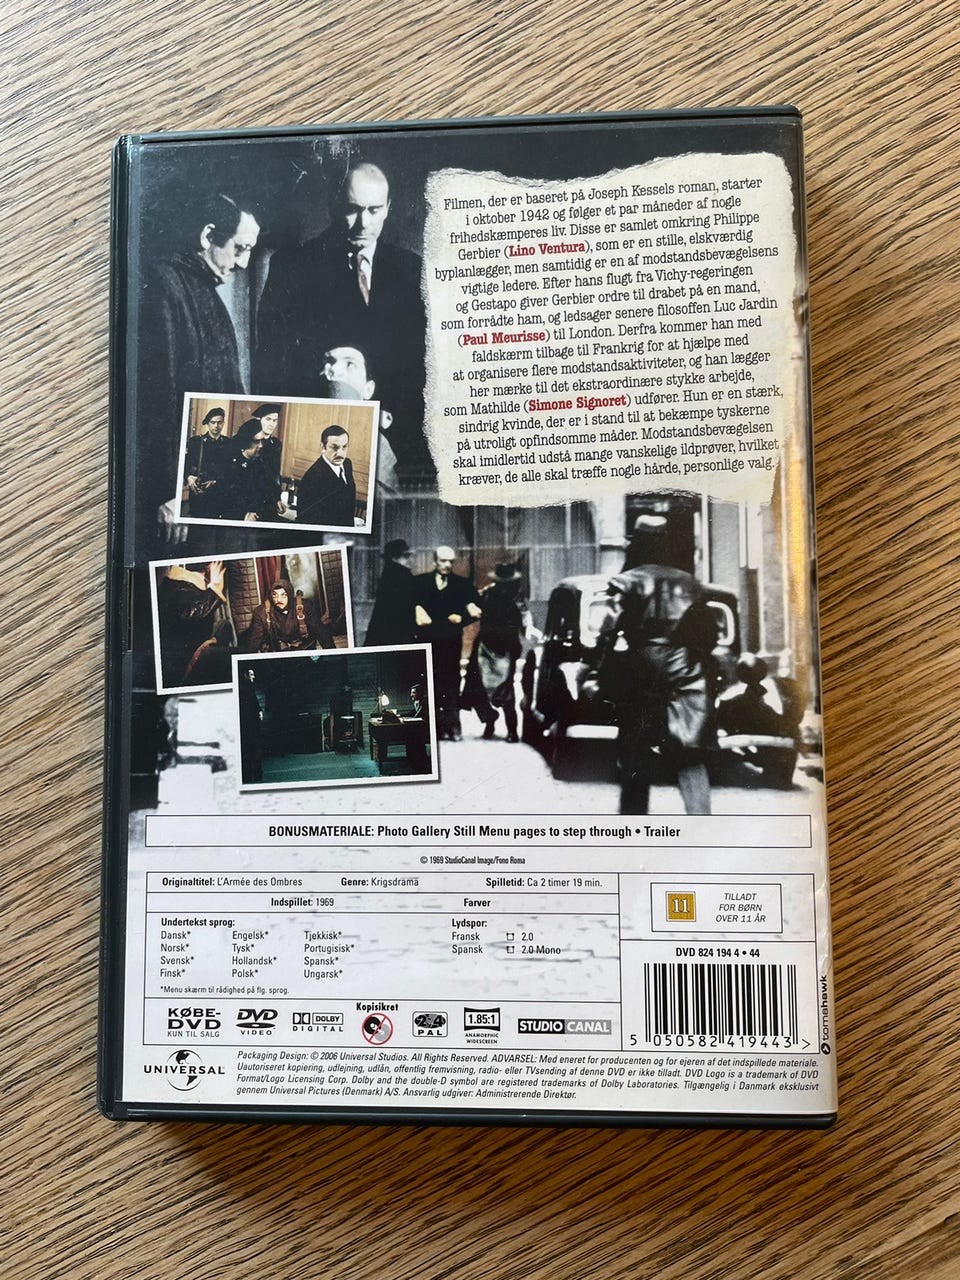 Filmen, der er baseret på Joseph Kessels roman, starter
i oktober 1942 og følger et par måneder af nogle
frihedskæmperes liv. Disse er samlet omkring Philippe
Gerbier (Lino Ventura), som er en stille, elskværdig
byplanlægger, men samtidig er en af modstandsbevægelsens
vigtige ledere. Efter hans flugt fra Vichy-regeringen
og Gestapo giver Gerbier ordre til drabet på en mand,
som forrådte ham, og ledsager senere filosoffen Luc Jardin
(Paul Meurisse) til London. Derfra kommer han med
faldskærm tilbage til Frankrig for at hjælpe med
at organisere flere modstandsaktiviteter, og han lægger
her mærke til det ekstraordinære stykke arbejde,
som Mathilde (Simone Signoret) udfører. Hun er en stærk,
sindrig kvinde, der er i stand til at bekæmpe tyskerne
på utroligt opfindsomme måder. Modstandsbevægelsen
skal imidlertid udstå mange vanskelige ildprøver, hvilket
kræver, de alle skal træffe nogle hårde, personlige valg.
BONUSMATERIALE: Photo Gallery Still Menu pages to step through • Trailer
© 1969 StudioCanal Image/Fono Roma
Originaltitel: L'Armée des Ombres Genre: Krigsdrama Spilletid: Ca 2 timer 19 min.
Indspillet: 1969 Farver
Undertekst sprog:
Dansk* Engelsk* Tjekkisk*
Norsk* Tysk* Portugisisk*
Svensk* Hollandsk* Spansk*
Finsk* Polsk* Ungarsk*
*Menu skærm til rådighed på flg. sprog.
Lydspor:
Fransk 2.0
Spansk 2.0 Mono
11
TILLADT
FOR BØRN
OVER 11 ÅR
DVD 824 194 4 • 44
5 050582 419443 >
tomahawk
KØBE-
DVD
KUN TIL SALG
DVD
VIDEO
DOLBY
DIGITAL
Kopisikret
2 4
PAL
1.85:1
ANAMORPHIC
WIDESCREEN
STUDIO CANAL
UNIVERSAL
Packaging Design: © 2006 Universal Studios. All Rights Reserved. ADVARSEL: Med eneret for producenten og for ejeren af det indspillede materiale.
Uautoriseret kopiering, udlejning, udlån, offentlig fremvisning, radio- eller TVsending af denne DVD er ikke tilladt. DVD Logo is a trademark of DVD
Format/Logo Licensing Corp. Dolby and the double-D symbol are registered trademarks of Dolby Laboratories. Tilgængelig i Danmark eksklusivt
gennem Universal Pictures (Denmark) A/S. Ansvarlig udgiver: Administrerende Direktør.